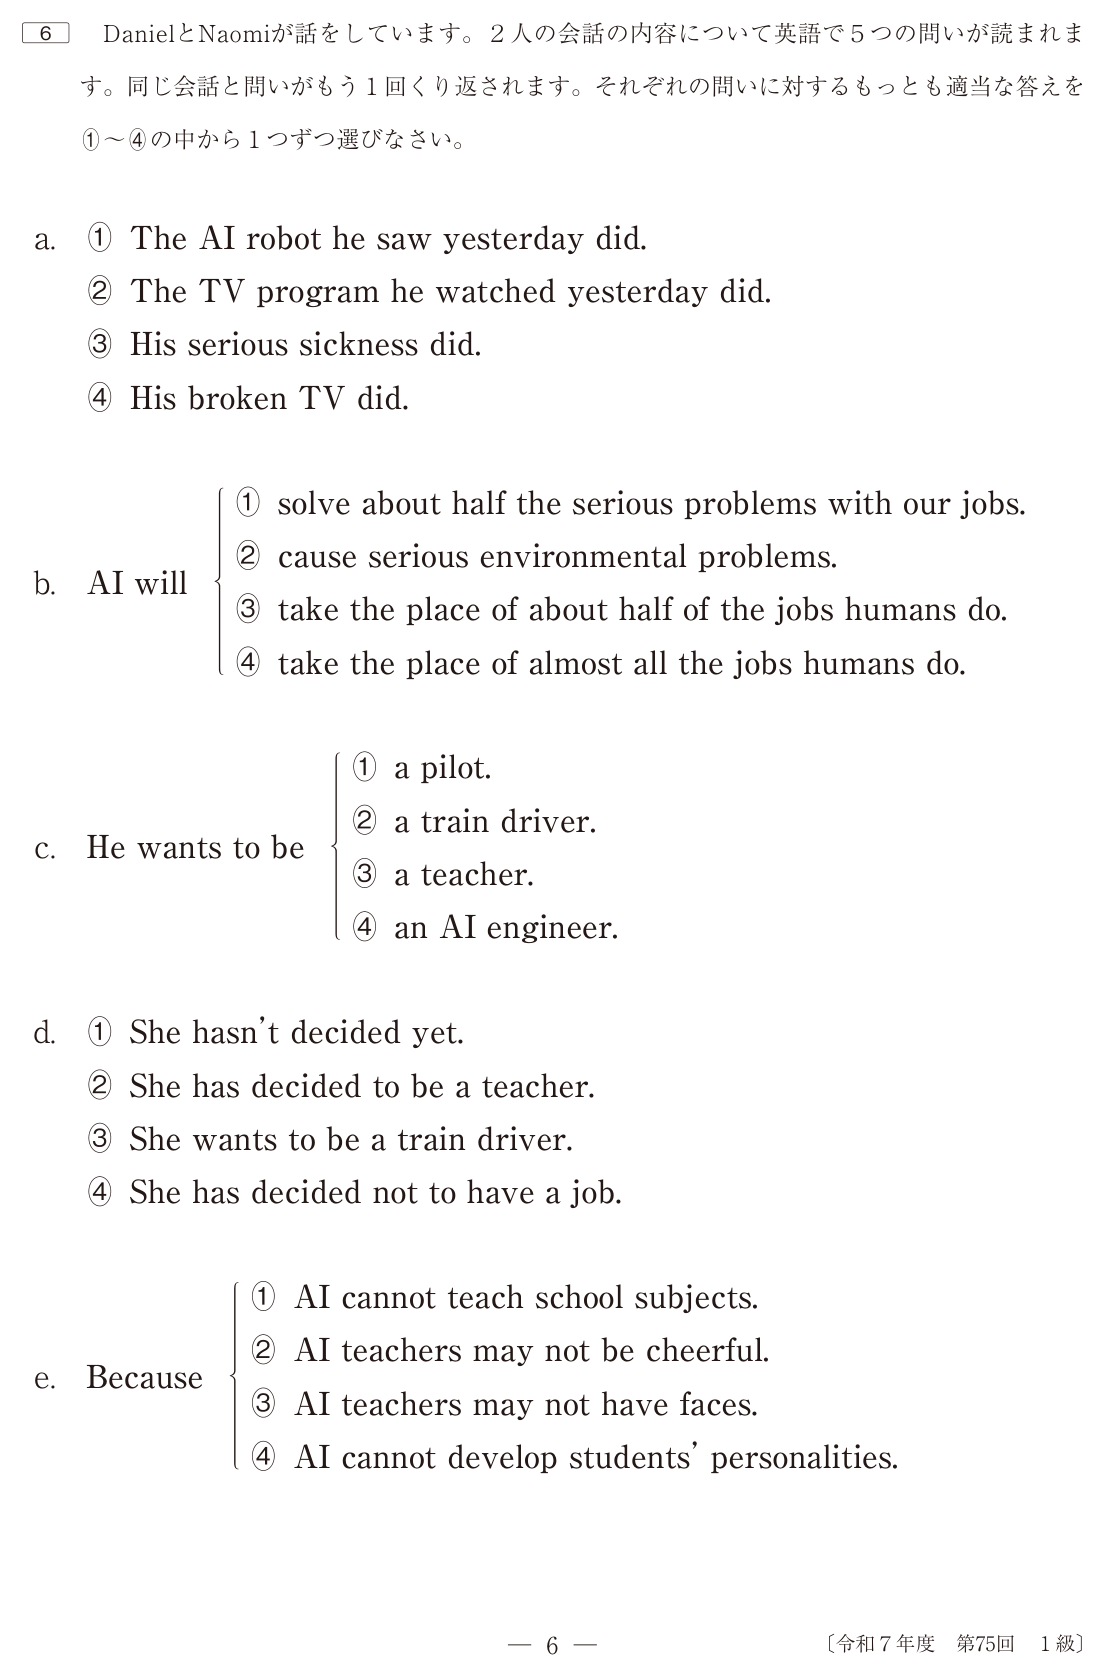 6 DanielとNaomiが話をしています。２人の会話の内容について英語で５つの問いが読まれま
す。同じ会話と問いがもう１回くり返されます。それぞれの問いに対するもっとも適当な答えを
①～④の中から１つずつ選びなさい。
a. ① The AI robot he saw yesterday did.
② The TV program he watched yesterday did.
③ His serious sickness did.
④ His broken TV did.
b. AI will
① solve about half the serious problems with our jobs.
② cause serious environmental problems.
③ take the place of about half of the jobs humans do.
④ take the place of almost all the jobs humans do.
c. He wants to be
① a pilot.
② a train driver.
③ a teacher.
④ an AI engineer.
d. ① She hasn't decided yet.
② She has decided to be a teacher.
③ She wants to be a train driver.
④ She has decided not to have a job.
e. Because
① AI cannot teach school subjects.
② AI teachers may not be cheerful.
③ AI teachers may not have faces.
④ AI cannot develop students' personalities.
— 6 —
〔令和７年度　第75回　１級〕